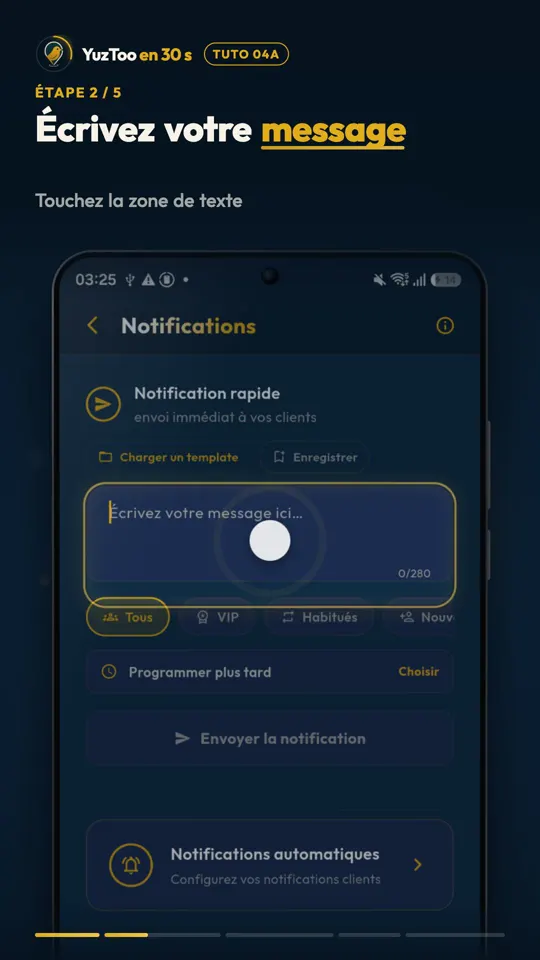 YuzToo en 30 s TUTO 04A
ÉTAPE 2 / 5
Écrivez votre message
Touchez la zone de texte
03:25
Notifications
Notification rapide
envoi immédiat à vos clients
Charger un template Enregistrer
Écrivez votre message ici...
0/280
Tous VIP Habitués Nouv
Programmer plus tard Choisir
Envoyer la notification
Notifications automatiques
Configurez vos notifications clients